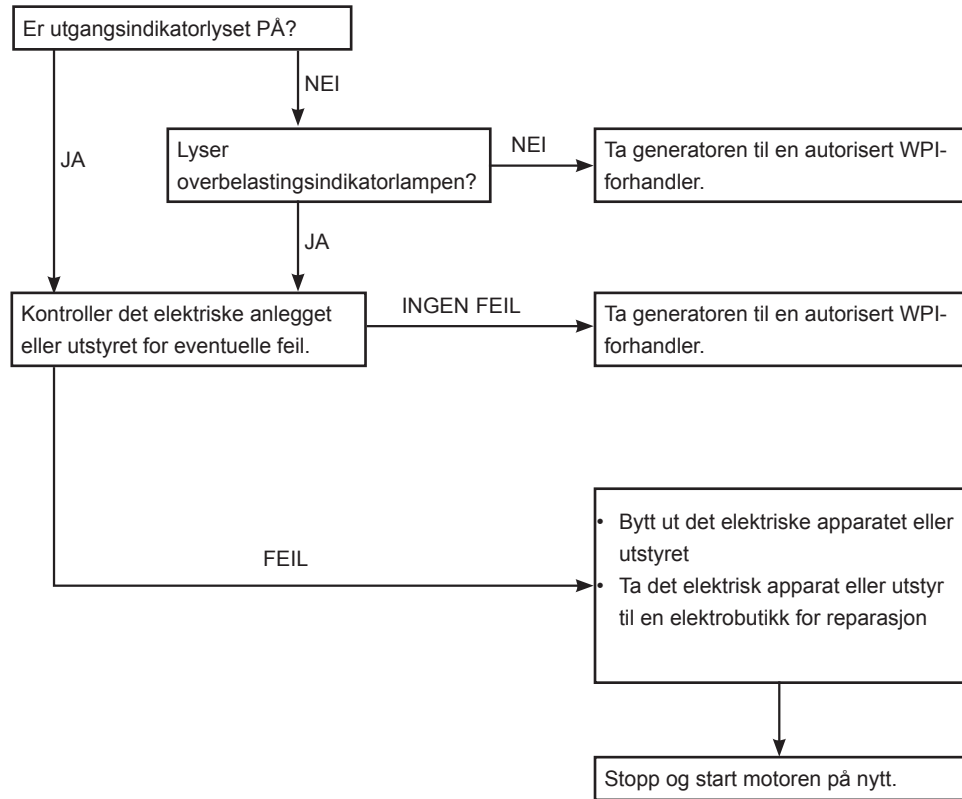 Er utgangsindikatorlyset PÅ?
NEI
JA
Lyser
overbelastingsindikatorlampen?
NEI
Ta generatoren til en autorisert WPI-
forhandler.
JA
Kontroller det elektriske anlegget
eller utstyret for eventuelle feil.
INGEN FEIL
Ta generatoren til en autorisert WPI-
forhandler.
FEIL
• Bytt ut det elektriske apparatet eller
utstyret
• Ta det elektrisk apparat eller utstyr
til en elektrobutikk for reparasjon
Stopp og start motoren på nytt.